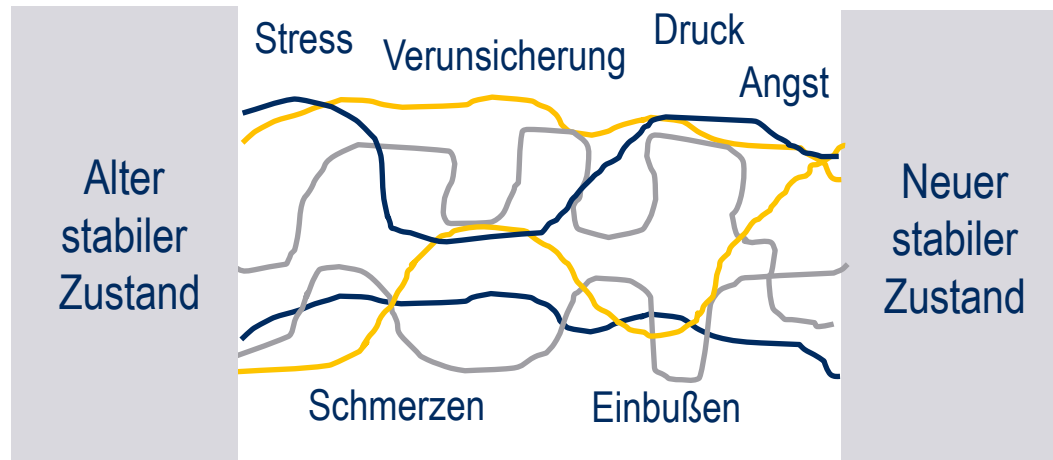 Alter
stabiler
Zustand
Stress
Verunsicherung
Druck
Angst
Schmerzen
Einbußen
Neuer
stabiler
Zustand